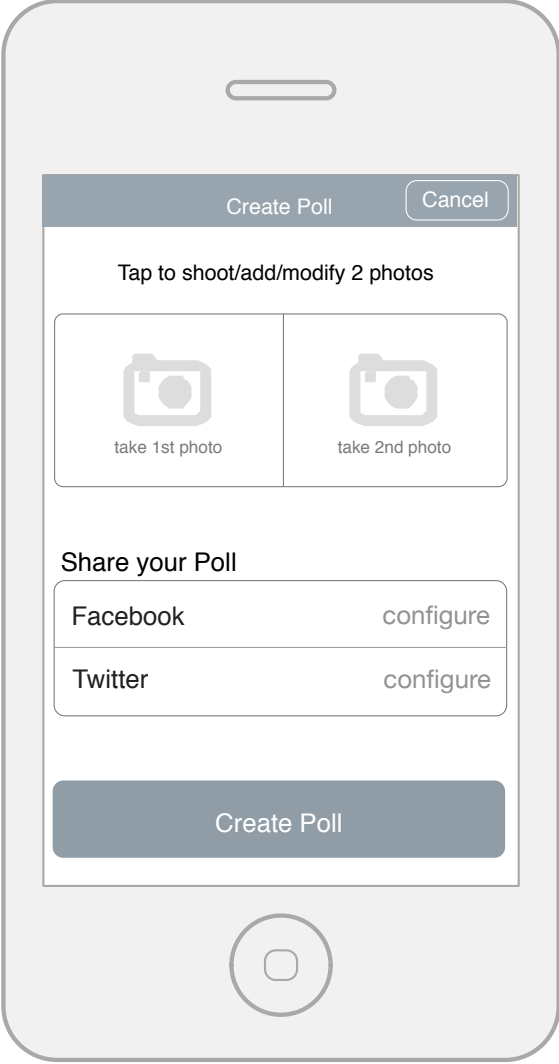 Create Poll
Cancel
Tap to shoot/add/modify 2 photos
take 1st photo
take 2nd photo
Share your Poll
Facebook configure
Twitter configure
Create Poll